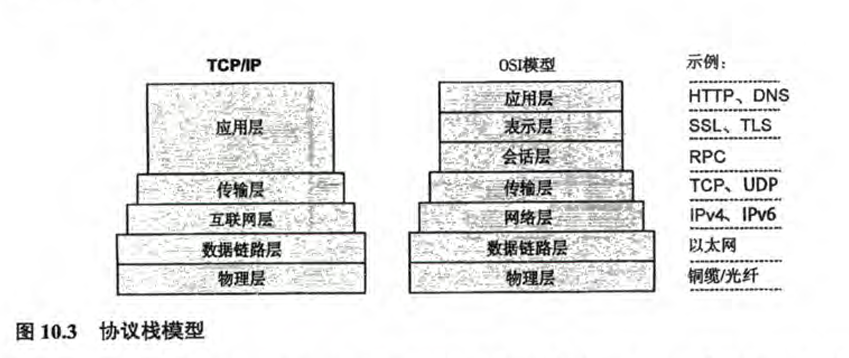 TCP/IP
OSI模型
示例：
应用层
应用层
HTTP、DNS
表示层
SSL、TLS
会话层
RPC
传输层
传输层
TCP、UDP
互联网层
网络层
IPv4、IPv6
数据链路层
数据链路层
以太网
物理层
物理层
铜缆/光纤
图 10.3 协议栈模型